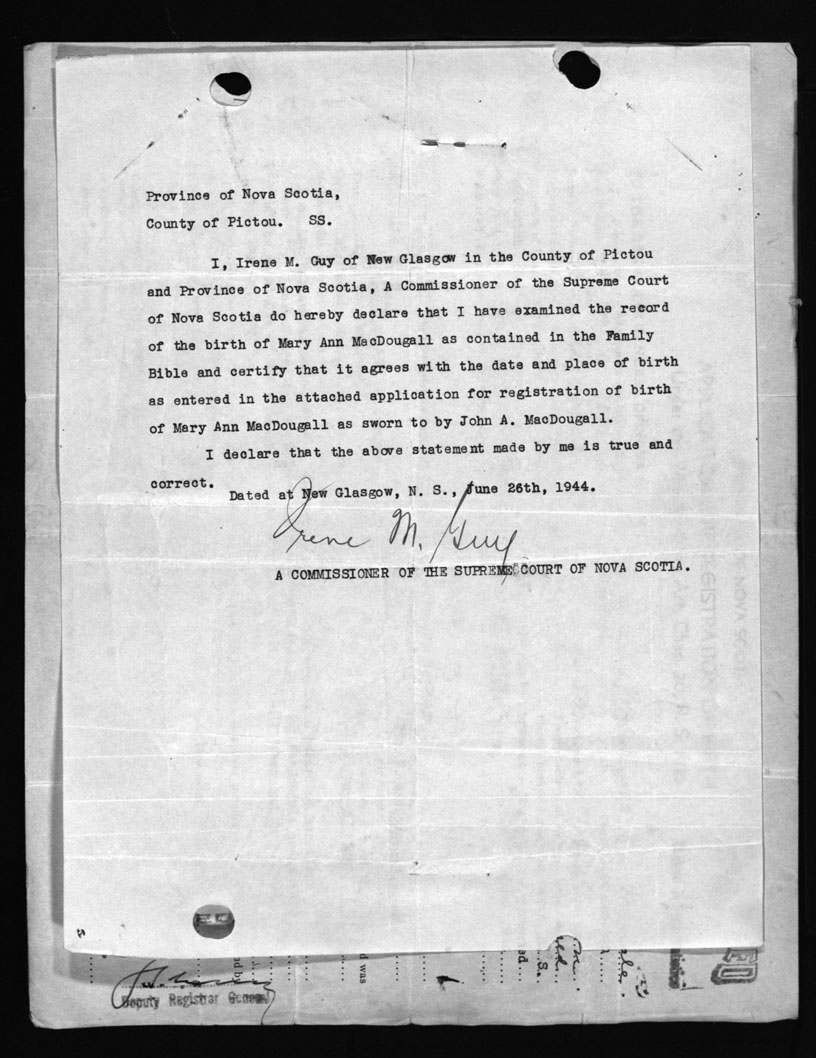 Province of Nova Scotia,
County of Pictou. SS.
I, Irene M. Guy of New Glasgow in the County of Pictou
and Province of Nova Scotia, A Commissioner of the Supreme Court
of Nova Scotia do hereby declare that I have examined the record
of the birth of Mary Ann MacDougall as contained in the Family
Bible and certify that it agrees with the date and place of birth
as entered in the attached application for registration of birth
of Mary Ann MacDougall as sworn to by John A. MacDougall.
I declare that the above statement made by me is true and
correct.
Dated at New Glasgow, N. S., June 26th, 1944.
Irene M. Guy
A COMMISSIONER OF THE SUPREME COURT OF NOVA SCOTIA.
Deputy Registrar General